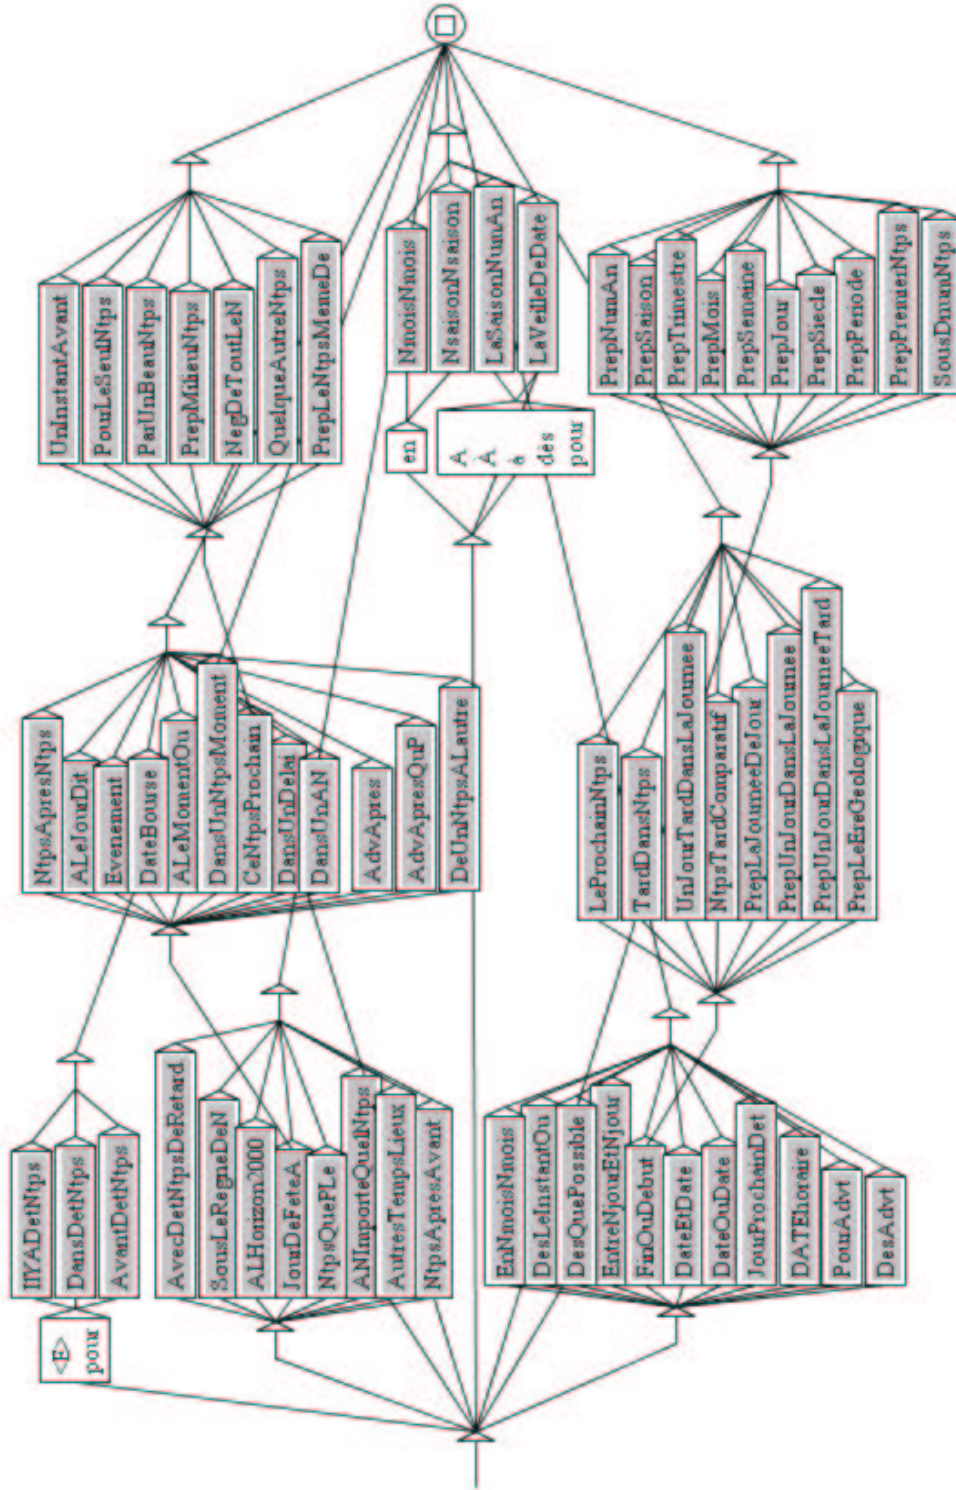 <E>
pour
IlYADetNtps
DansDetNtps
AvantDetNtps
AvecDetNtpsDeRetard
SousLeRegneDeN
ALHorizon2000
JourDeFeteA
NtpsQuePLe
ANImporteQuelNtps
AutresTempsLieux
NtpsApresAvant
EnNmoisNmois
DesLeInstantOu
DesQuePossible
EntreNjourEtNjour
FinOuDebut
DateEtDate
DateOuDate
JourProchainDet
DATEhoraire
PourAdvt
DesAdvt
NtpsApresNtps
ALeJourDit
Evenement
DateBourse
ALeMomentOu
DansUnNtpsMoment
CeNtpsProchain
DansUnDelai
DansUnAN
AdvApres
AdvApresQuP
DeUnNtpsALautre
LeProchainNtps
TardDansNtps
UnJourTardDansLaJournee
NtpsTardComparatif
PrepLaJourneeDeJour
PrepUnJourDansLaJournee
PrepUnJourDansLaJourneeTard
PrepLeEreGeologique
UnInstantAvant
PourLeSeulNtps
ParUnBeauNtps
PrepMilieuNtps
NegDeToutLeN
QuelqueAutreNtps
PrepLeNtpsMemeDe
en
A
À
à
dès
pour
NmoisNmois
NsaisonNsaison
LaSaisonNumAn
LaVeilleDeDate
PrepNumAn
PrepSaison
PrepTrimestre
PrepMois
PrepSemaine
PrepJour
PrepSiecle
PrepPeriode
PrepPremierNtps
SousDnumNtps